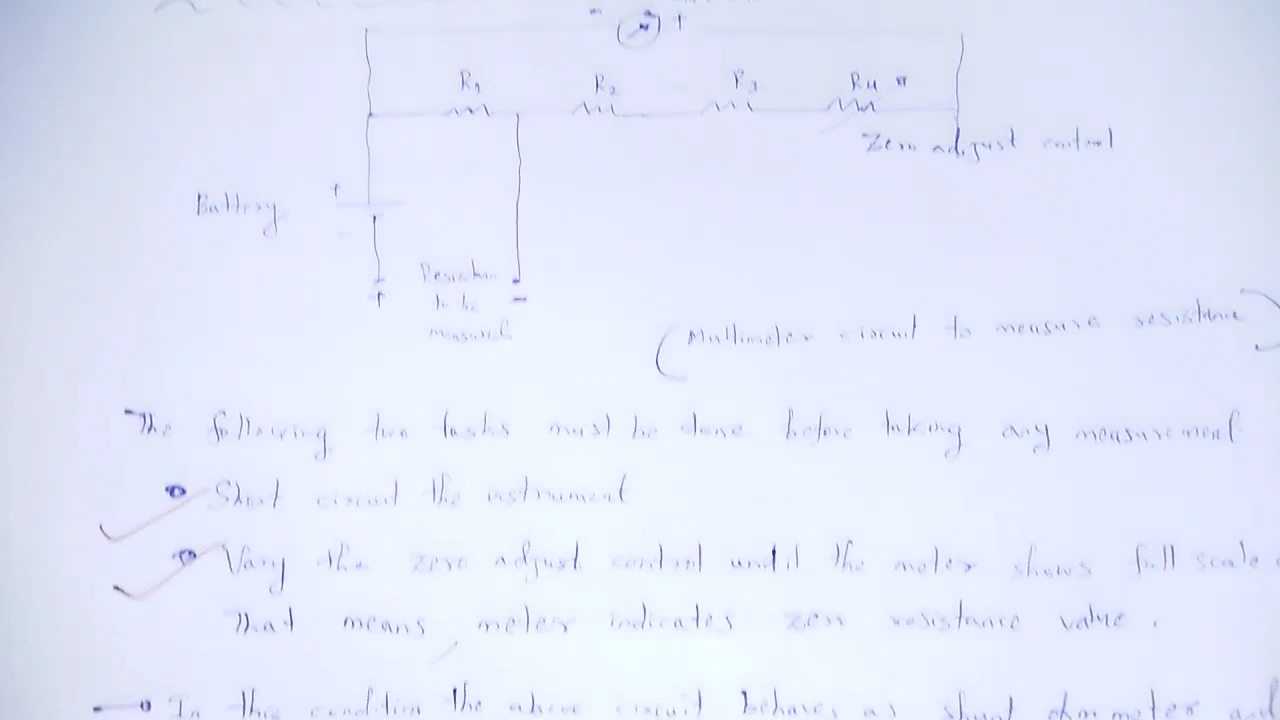 - +
R1 R2 R3 R4
Zero adjust control
Battery +
+ -
Resistance
to be
measured
(Multimeter circuit to measure resistance)
The following two tasks must be done before taking any measurement
Short circuit the instrument
Vary the zero adjust control until the meter shows full scale
That means, meter indicates zero resistance value.
In this condition the above circuit behaves as shunt ohmmeter and